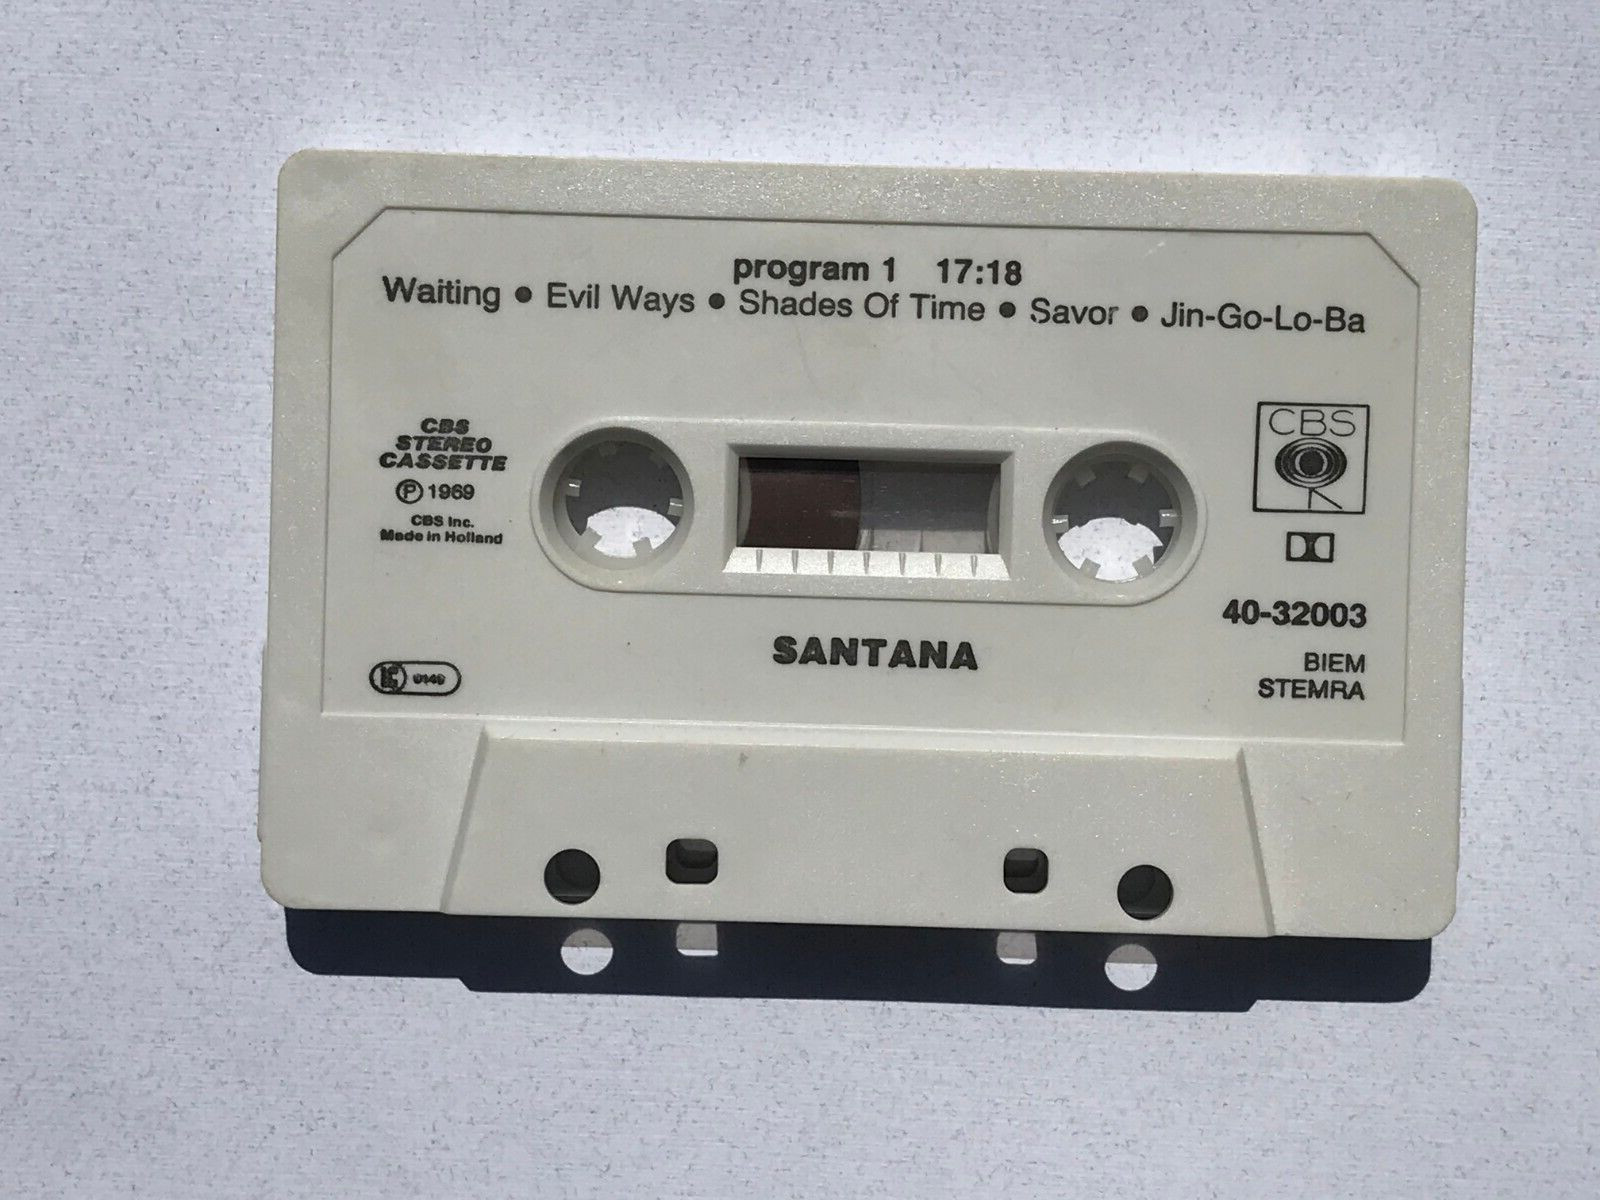 program 1 17:18
Waiting • Evil Ways • Shades Of Time • Savor • Jin-Go-Lo-Ba
CBS
STEREO
CASSETTE
Ⓟ 1969
CBS Inc.
Made in Holland
CBS
40-32003
SANTANA
BIEM
STEMRA